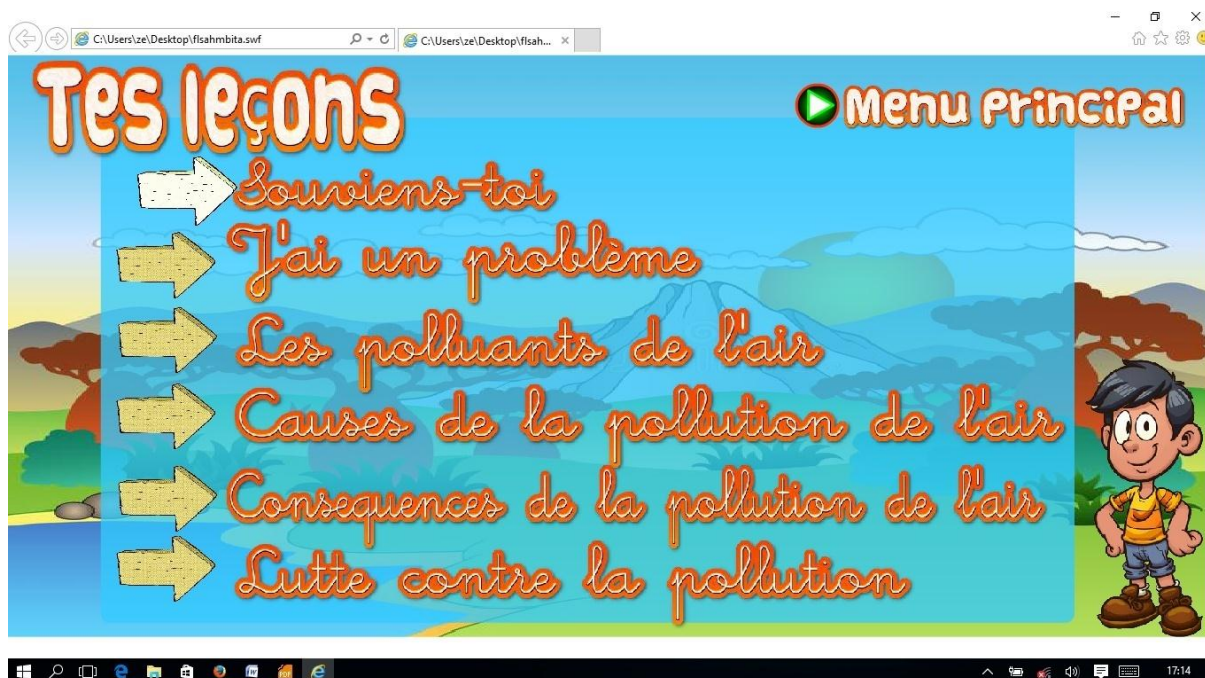 C:\Users\ze\Desktop\flsahmbita.swf
C:\Users\ze\Desktop\flsah...
Tes leçons
Menu Principal
Souviens-toi
J'ai un problème
Les polluants de l'air
Causes de la pollution de l'air
Consequences de la pollution de l'air
Lutte contre la pollution
17:14